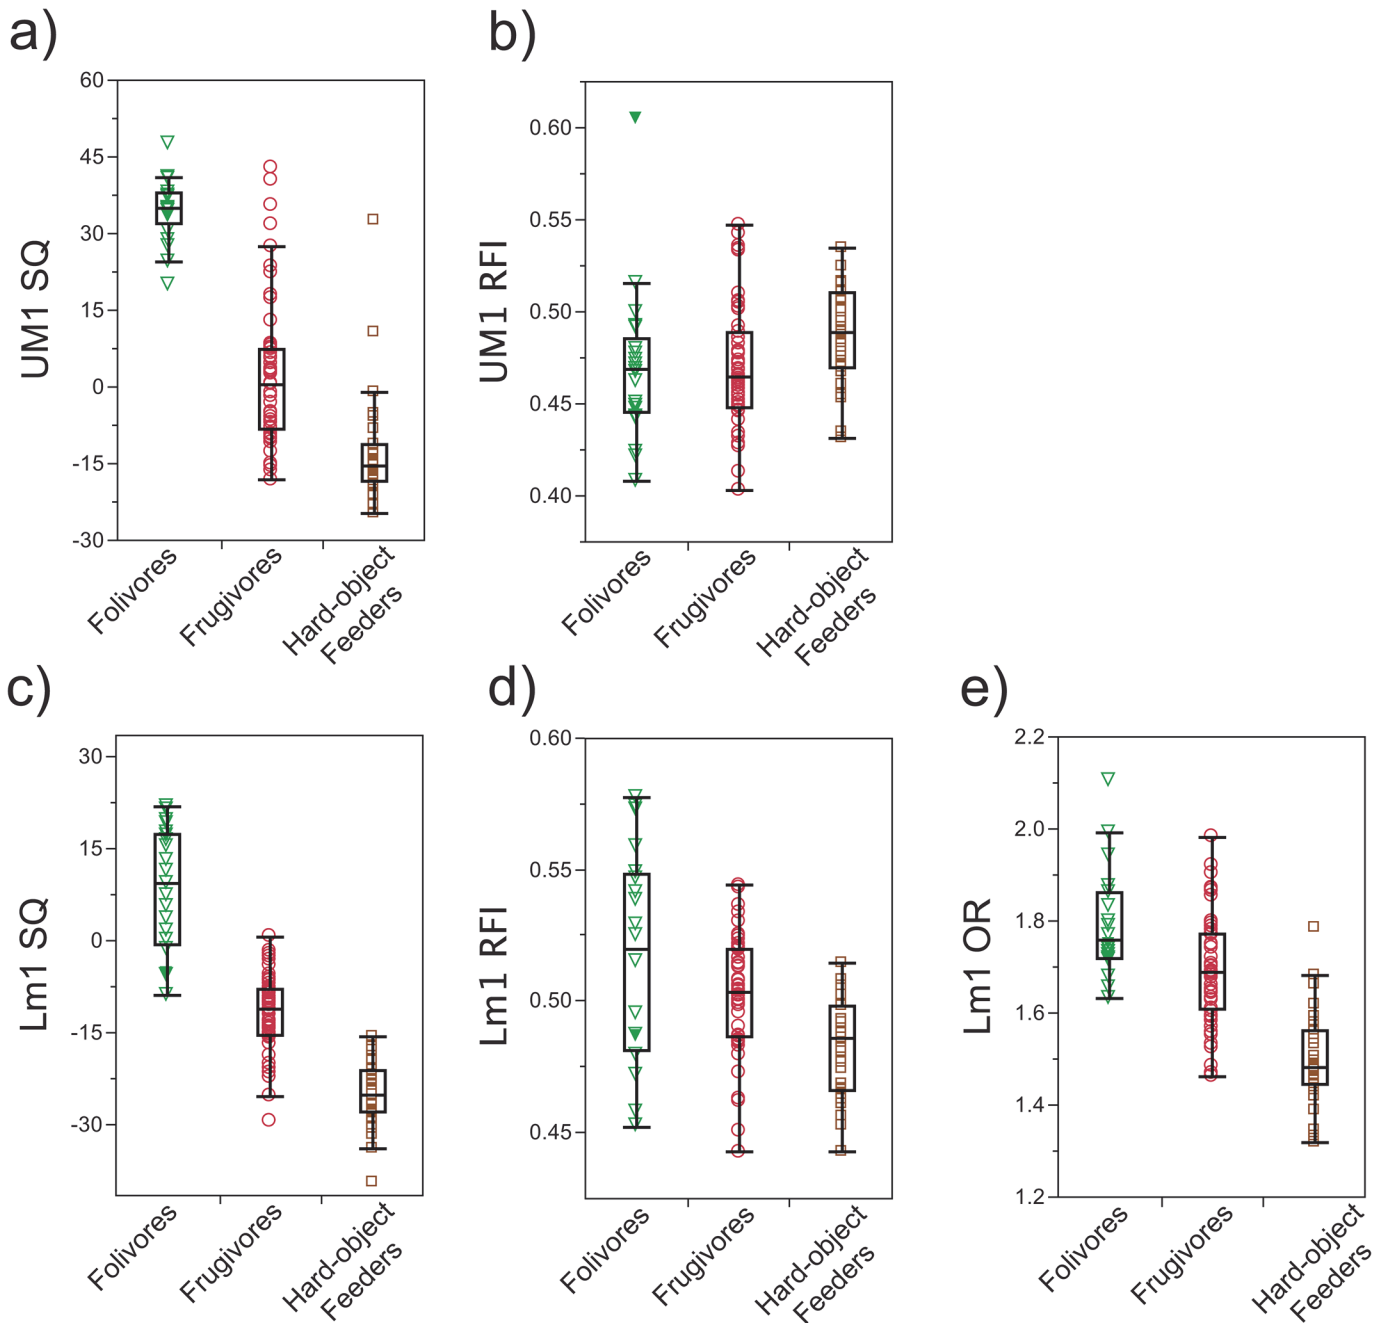 a)
UM1 SQ
60
45
30
15
0
-15
-30
Folivores
Frugivores
Hard-object
Feeders
b)
UM1 RFI
0.60
0.55
0.50
0.45
0.40
Folivores
Frugivores
Hard-object
Feeders
c)
Lm1 SQ
30
15
0
-15
-30
Folivores
Frugivores
Hard-object
Feeders
d)
Lm1 RFI
0.60
0.55
0.50
0.45
Folivores
Frugivores
Hard-object
Feeders
e)
Lm1 OR
2.2
2.0
1.8
1.6
1.4
1.2
Folivores
Frugivores
Hard-object
Feeders